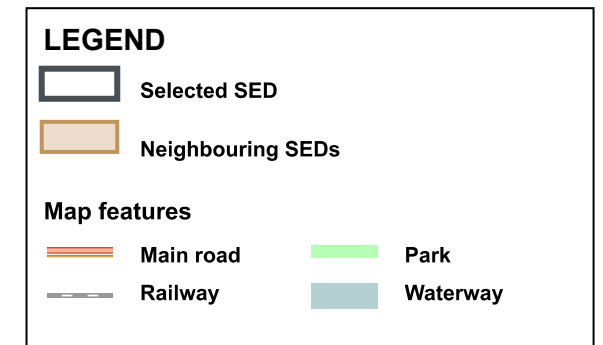 LEGEND
Selected SED
Neighbouring SEDs
Map features
Main road
Park
Railway
Waterway